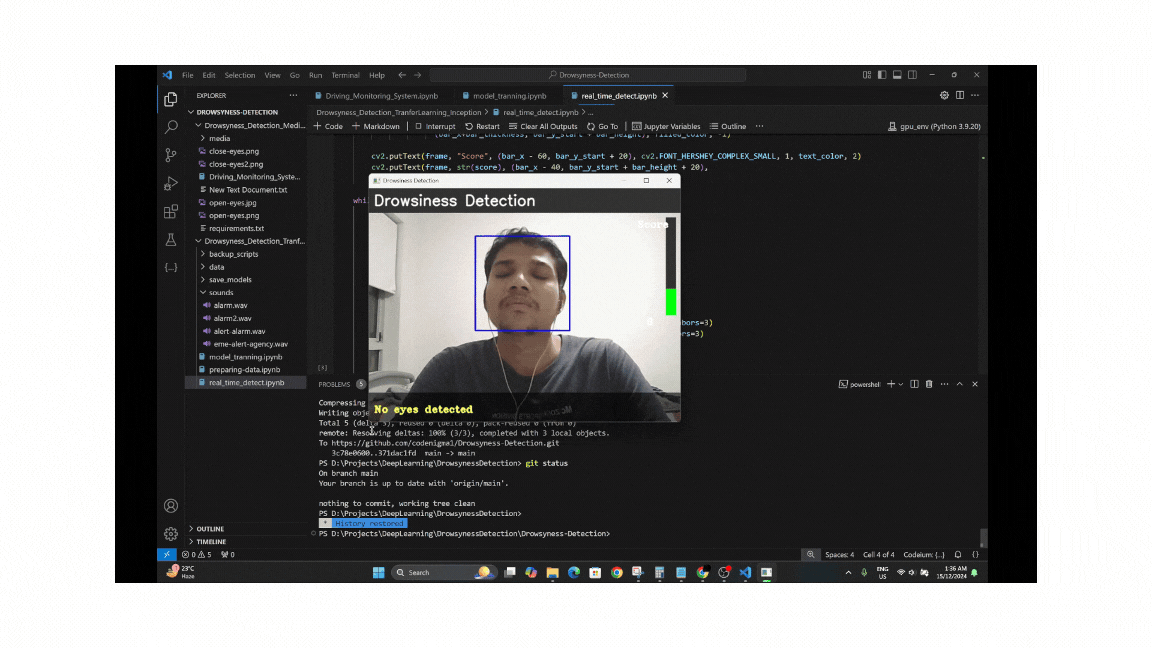 File Edit Selection View Go Run Terminal Help
Drowsyness-Detection
EXPLORER
Driving_Monitoring_System.ipynb
model_tranning.ipynb
real_time_detect.ipynb
DROWSYNESS-DETECTION
Drowsyness_Detection_TranferLearning_Inception > real_time_detect.ipynb > ...
Code + Markdown Interrupt Restart Clear All Outputs Go To Jupyter Variables Outline ...
gpu_env (Python 3.9.20)
Drowsyness_Detection_Medi...
media
close-eyes.png
close-eyes2.png
Driving_Monitoring_Syste...
New Text Document.txt
open-eyes.jpg
open-eyes.png
requirements.txt
Drowsyness_Detection_Tranf...
backup_scripts
data
save_models
sounds
alarm.wav
alarm2.wav
alert-alarm.wav
eme-alert-agency.wav
model_tranning.ipynb
preparing-data.ipynb
real_time_detect.ipynb
OUTLINE
TIMELINE
cv2.putText(frame, "Score", (bar_x - 60, bar_y_start + 20), cv2.FONT_HERSHEY_COMPLEX_SMALL, 1, text_color, 2)
cv2.putText(frame, str(score), (bar_x - 40, bar_y_start + bar_height + 20),
whi
Drowsiness Detection
Drowsiness Detection
Score
0
No eyes detected
bors=3)
rs=3)
PROBLEMS 5
powershell
Compressing
Writing obje
Total 5 (delta 3), reused 0 (delta 0), pack-reused 0 (from 0)
remote: Resolving deltas: 100% (3/3), completed with 3 local objects.
To https://github.com/codenigma1/Drowsyness-Detection.git
3c78e0600..371dac1fd main -> main
PS D:\Projects\DeepLearning\DrowsynessDetection> git status
On branch main
Your branch is up to date with 'origin/main'.
nothing to commit, working tree clean
PS D:\Projects\DeepLearning\DrowsynessDetection>
* History restored
PS D:\Projects\DeepLearning\DrowsynessDetection\Drowsyness-Detection>
0 5 0
Spaces: 4 Cell 4 of 4 Codeium: {...}
23°C
Haze
Search
ENG
US
1:36 AM
15/12/2024